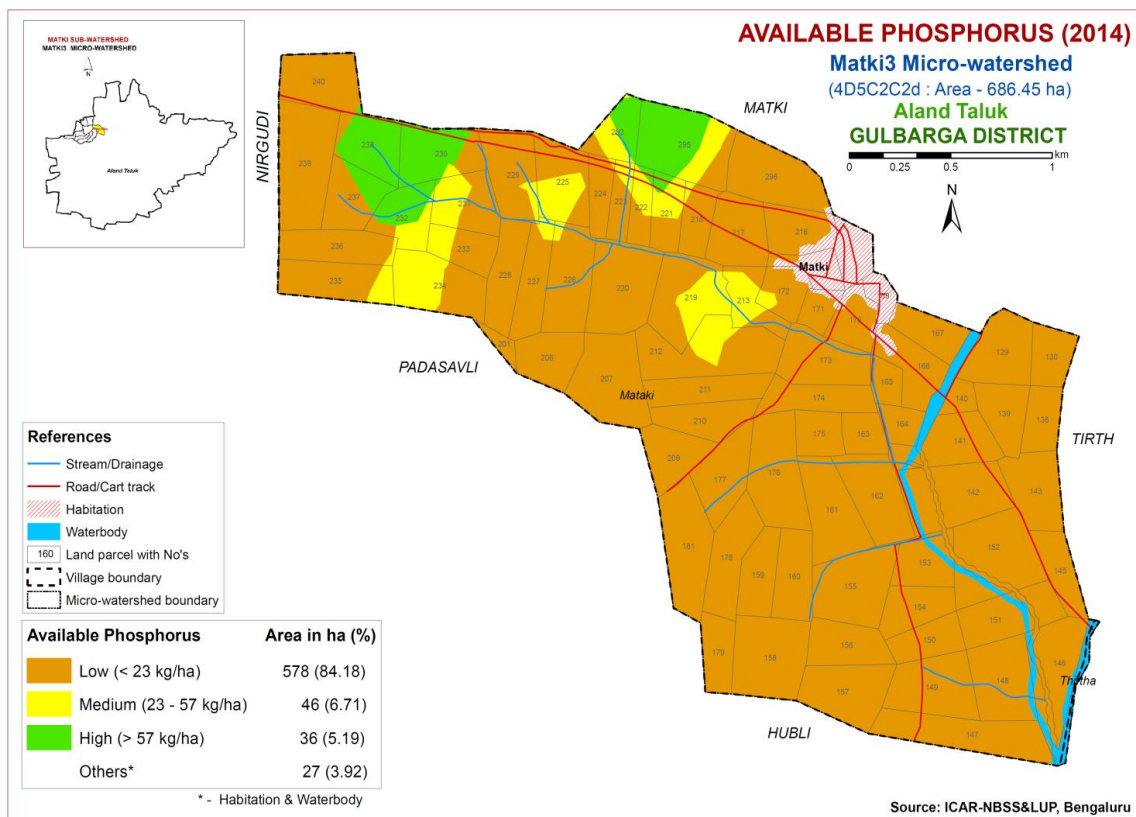 MATKI SUB-WATERSHED
MATKI3 MICRO-WATERSHED
N
Aland Taluk
AVAILABLE PHOSPHORUS (2014)
Matki3 Micro-watershed
(4D5C2C2d : Area - 686.45 ha)
Aland Taluk
GULBARGA DISTRICT
km
0 0.25 0.5 1
N
MATKI
NIRGUDI
PADASAVLI
TIRTH
HUBLI
Matki
Mataki
240
239
230
295
296
229
225
237
232
231
224
223
222
221
218
217
216
236
233
235
234
228
227
226
220
219
213
172
171
167
166
129
130
201
206
207
212
211
210
173
174
165
164
140
139
138
141
175
163
209
177
176
161
162
142
143
181
178
159
160
155
153
152
145
154
151
150
179
158
156
157
149
148
147
146
References
Stream/Drainage
Road/Cart track
Habitation
Waterbody
160 Land parcel with No's
Village boundary
Micro-watershed boundary
Available Phosphorus Area in ha (%)
Low (< 23 kg/ha) 578 (84.18)
Medium (23 - 57 kg/ha) 46 (6.71)
High (> 57 kg/ha) 36 (5.19)
Others* 27 (3.92)
* - Habitation & Waterbody
Source: ICAR-NBSS&LUP, Bengaluru